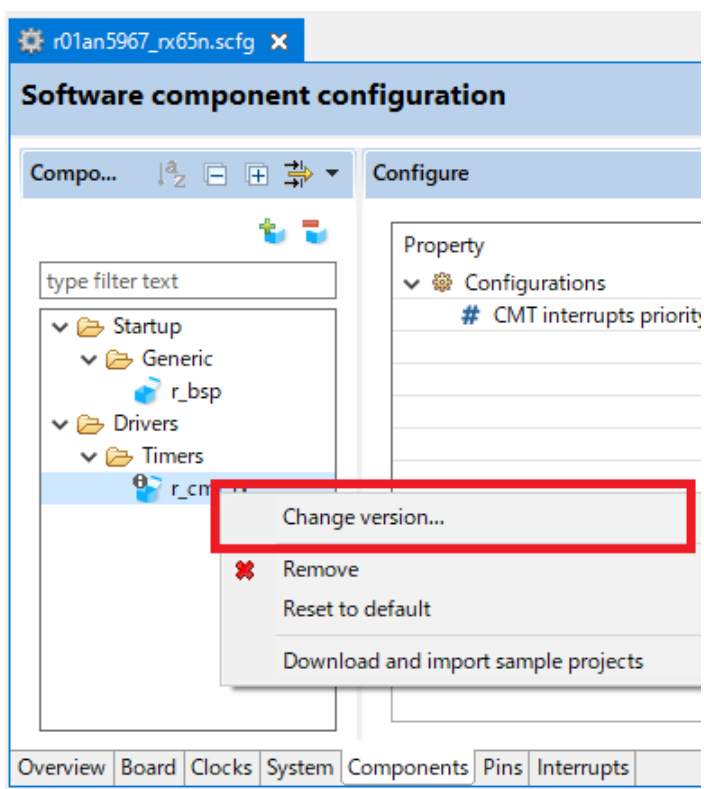 r01an5967_rx65n.scfg
Software component configuration
Compo...
Configure
type filter text
Property
Configurations
# CMT interrupts priority
Startup
Generic
r_bsp
Drivers
Timers
Change version...
Remove
Reset to default
Download and import sample projects
Overview Board Clocks System Components Pins Interrupts